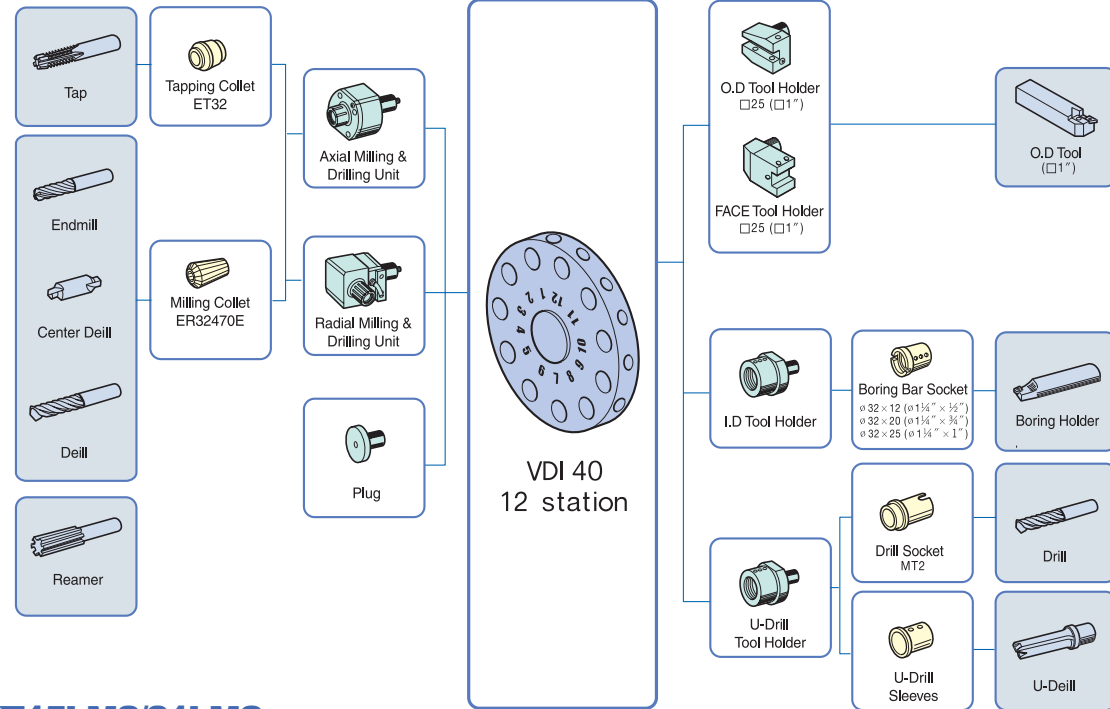 Tap
Tapping Collet
ET32
Axial Milling &
Drilling Unit
Endmill
Center Deill
Deill
Milling Collet
ER32470E
Radial Milling &
Drilling Unit
Plug
Reamer
1 2 3 4 5 6 7 8 9 10 11 12
VDI 40
12 station
O.D Tool Holder
□25 (□1″)
FACE Tool Holder
□25 (□1″)
O.D Tool
(□1″)
I.D Tool Holder
Boring Bar Socket
ø32×12 (ø1¼″×½″)
ø32×20 (ø1¼″×¾″)
ø32×25 (ø1¼″×1″)
Boring Holder
U-Drill
Tool Holder
Drill Socket
MT2
Drill
U-Drill
Sleeves
U-Deill